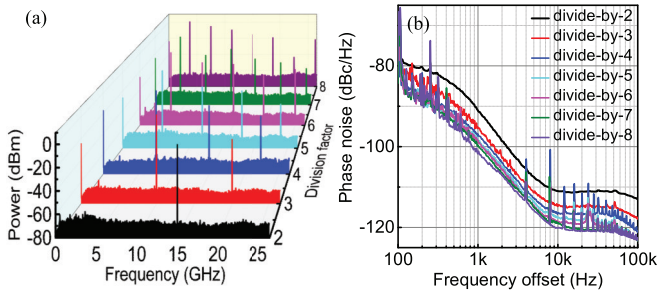 (a)
Power (dBm)
0
-20
-40
-60
-80
0
5
10
15
20
25
Frequency (GHz)
2
3
4
5
6
7
8
Division factor
(b)
Phase noise (dBc/Hz)
-80
-100
-120
100
1k
10k
100k
Frequency offset (Hz)
divide-by-2
divide-by-3
divide-by-4
divide-by-5
divide-by-6
divide-by-7
divide-by-8